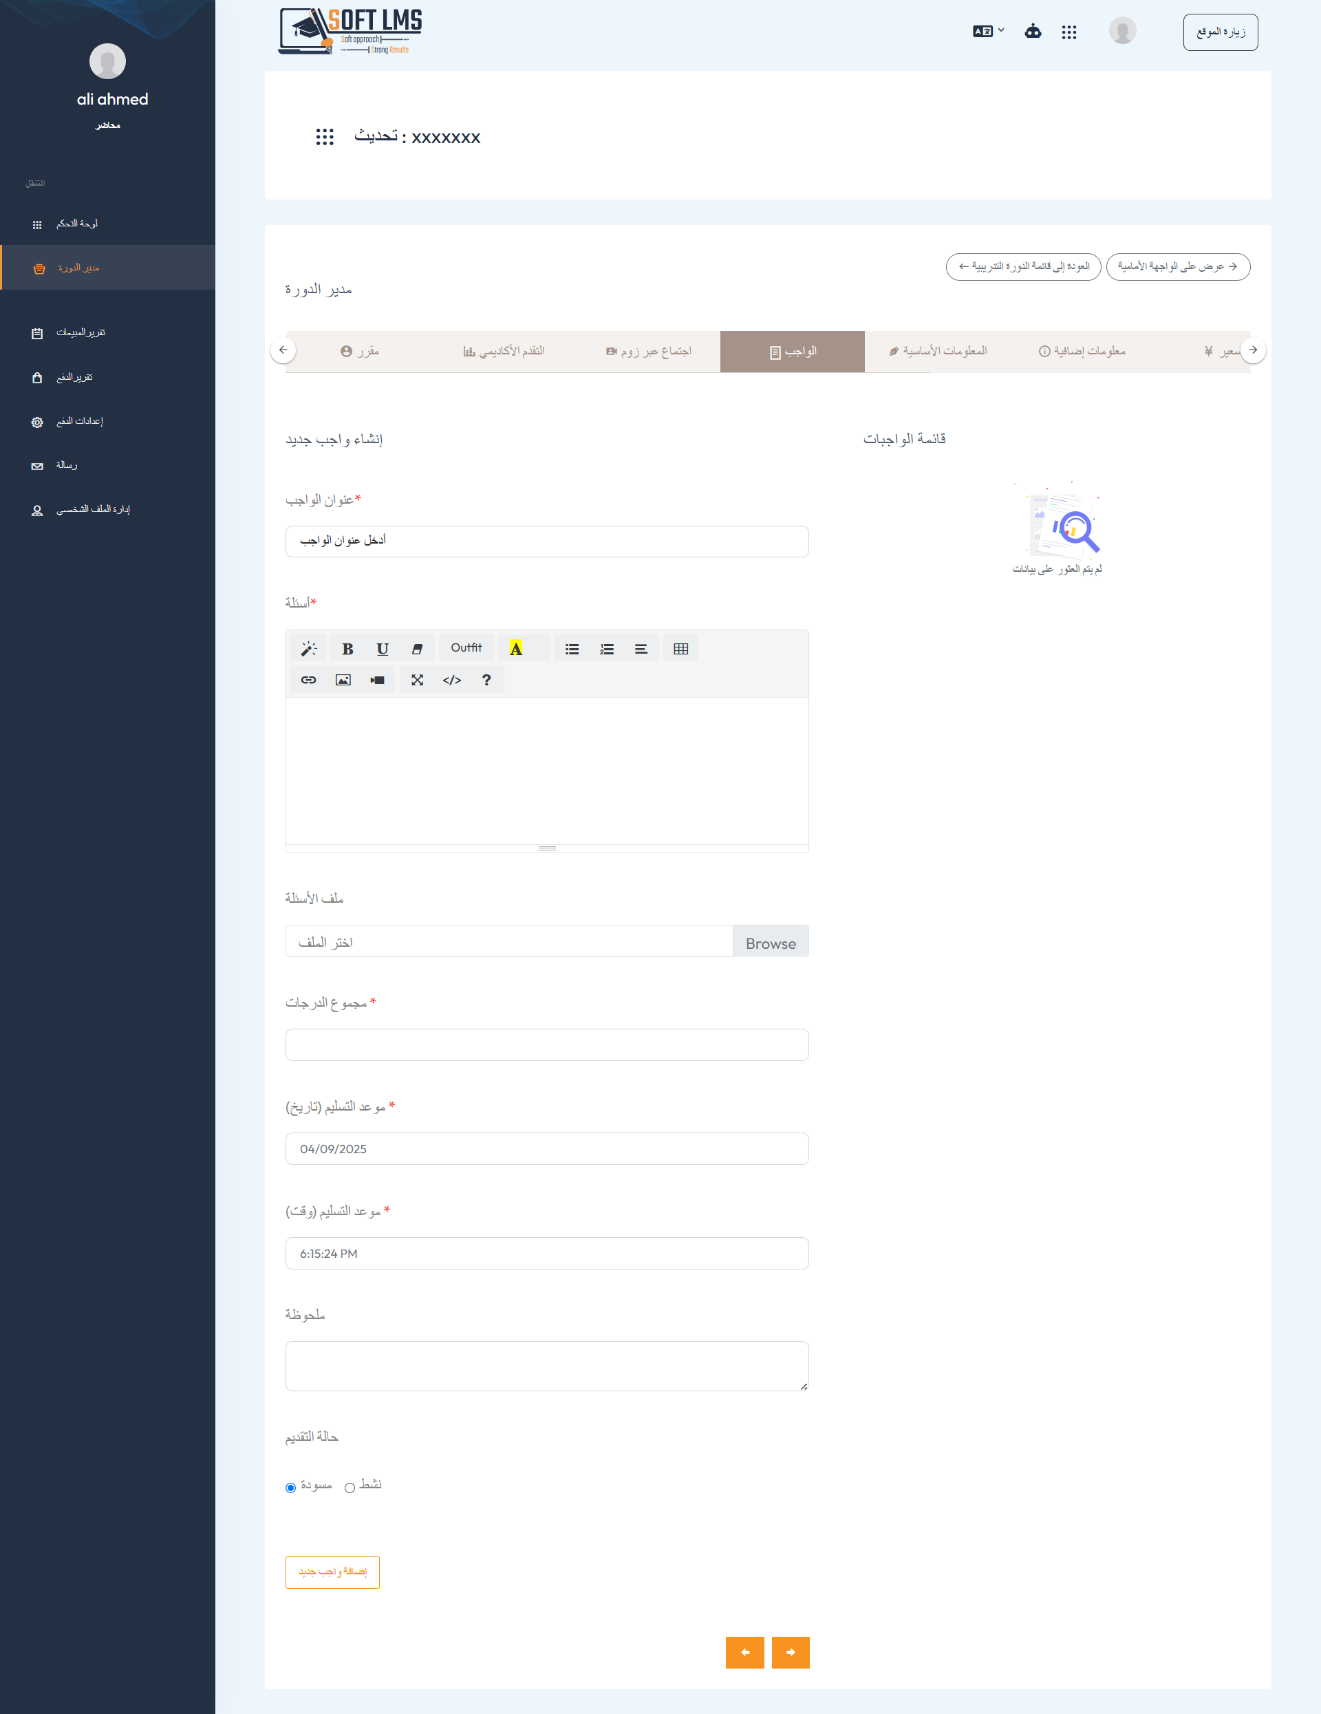 ali ahmed
محاضر
التنقل
لوحة التحكم
مدير الدورة
تقرير المبيعات
تقرير الدفع
إعدادات الدفع
رسالة
إدارة الملف الشخصي
SOFT LMS
Soft approach
Strong Results
زيارة الموقع
تحديث : xxxxxxx
مدير الدورة
العودة إلى قائمة الدورة التدريبية ←
عرض على الواجهة الأمامية →
مقرر
التقدم الأكاديمي
اجتماع عبر زوم
الواجب
المعلومات الأساسية
معلومات إضافية
سعير ¥
إنشاء واجب جديد
عنوان الواجب*
أدخل عنوان الواجب
أسئلة*
B U Outfit A
</> ?
ملف الأسئلة
اختر الملف Browse
مجموع الدرجات *
موعد التسليم (تاريخ) *
04/09/2025
موعد التسليم (وقت) *
6:15:24 PM
ملحوظة
حالة التقديم
مسودة نشط
إضافة واجب جديد
قائمة الواجبات
لم يتم العثور على بيانات